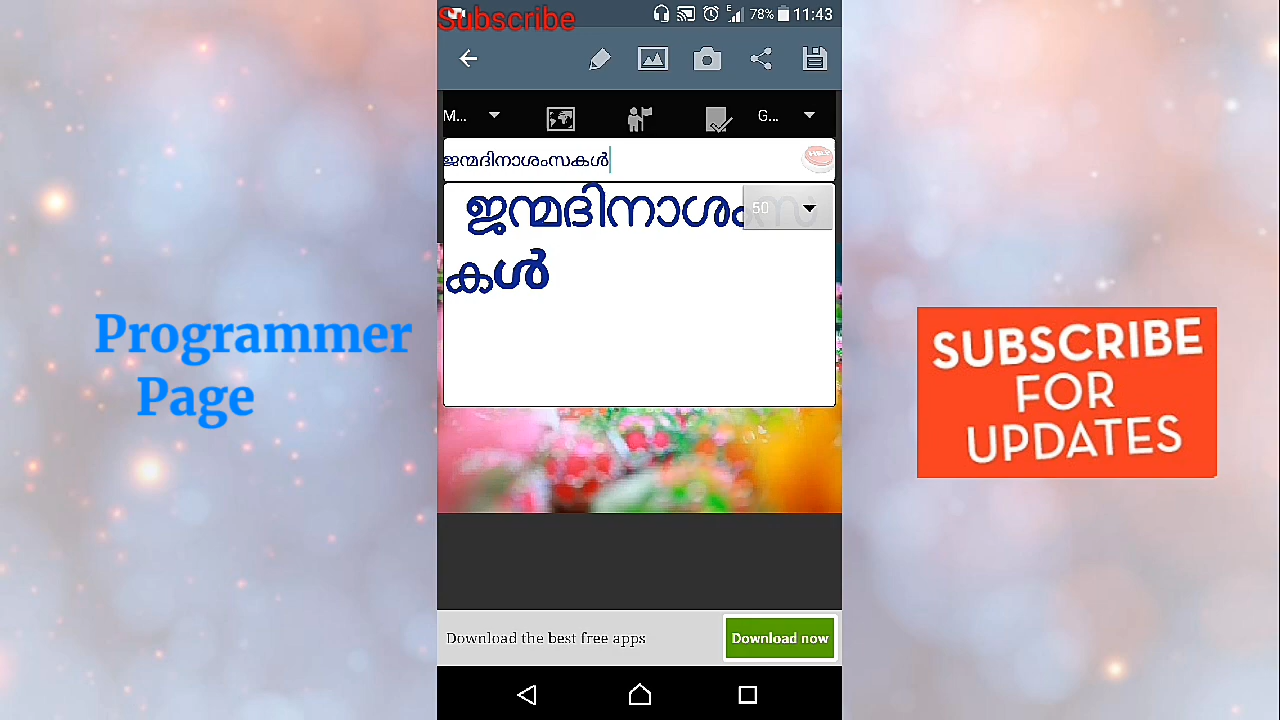 Subscribe
E 78% 11:43
M... G...
ജന്മദിനാശംസകൾ
50
ജന്മദിനാശംസ
കൾ
Programmer
Page
SUBSCRIBE
FOR
UPDATES
Download the best free apps
Download now